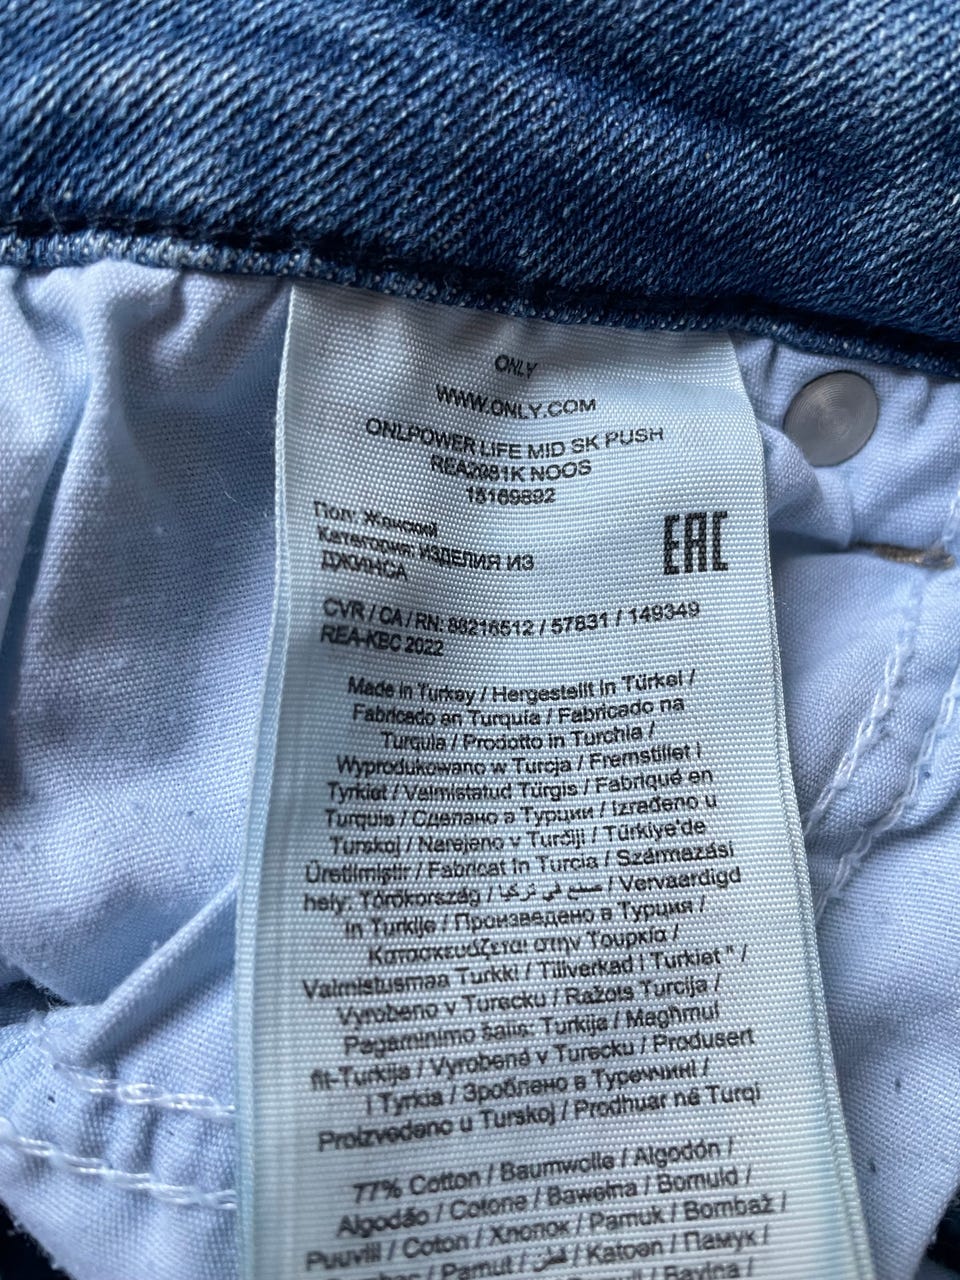 ONLY
WWW.ONLY.COM
ONLPOWER LIFE MID SK PUSH
REA2981K NOOS
15169892
Пол: Женский
Категория: ИЗДЕЛИЯ ИЗ
ДЖИНСА
EAC
CVR / CA / RN: 88216512 / 57831 / 149349
REA-KBC 2022
Made in Turkey / Hergestellt in Türkei /
Fabricado en Turquía / Fabricado na
Turquia / Prodotto in Turchia /
Wyprodukowano w Turcja / Fremstillet i
Tyrkiet / Valmistatud Türgis / Fabriqué en
Turquie / Сделано в Турции / Izrađeno u
Turskoj / Narejeno v Turčiji / Türkiye'de
Üretilmiştir / Fabricat în Turcia / Származási
hely: Törökország / صنع في تركيا / Vervaardigd
in Turkije / Произведено в Турция /
Κατασκευάζεται στην Τουρκία /
Valmistusmaa Turkki / Tillverkad i Turkiet " /
Vyrobeno v Turecku / Ražots Turcija /
Pagaminimo šalis: Turkija / Magħmul
fit-Turkija / Vyrobené v Turecku / Produsert
i Tyrkia / Зроблено в Туреччині /
Proizvedeno u Turskoj / Prodhuar në Turqi
77% Cotton / Baumwolle / Algodón /
Algodão / Cotone / Bawełna / Bomuld /
Puuvill / Coton / Хлопок / Pamuk / Bombaž /
Pamut / قطن / Katoen / Памук /
Bavlna /